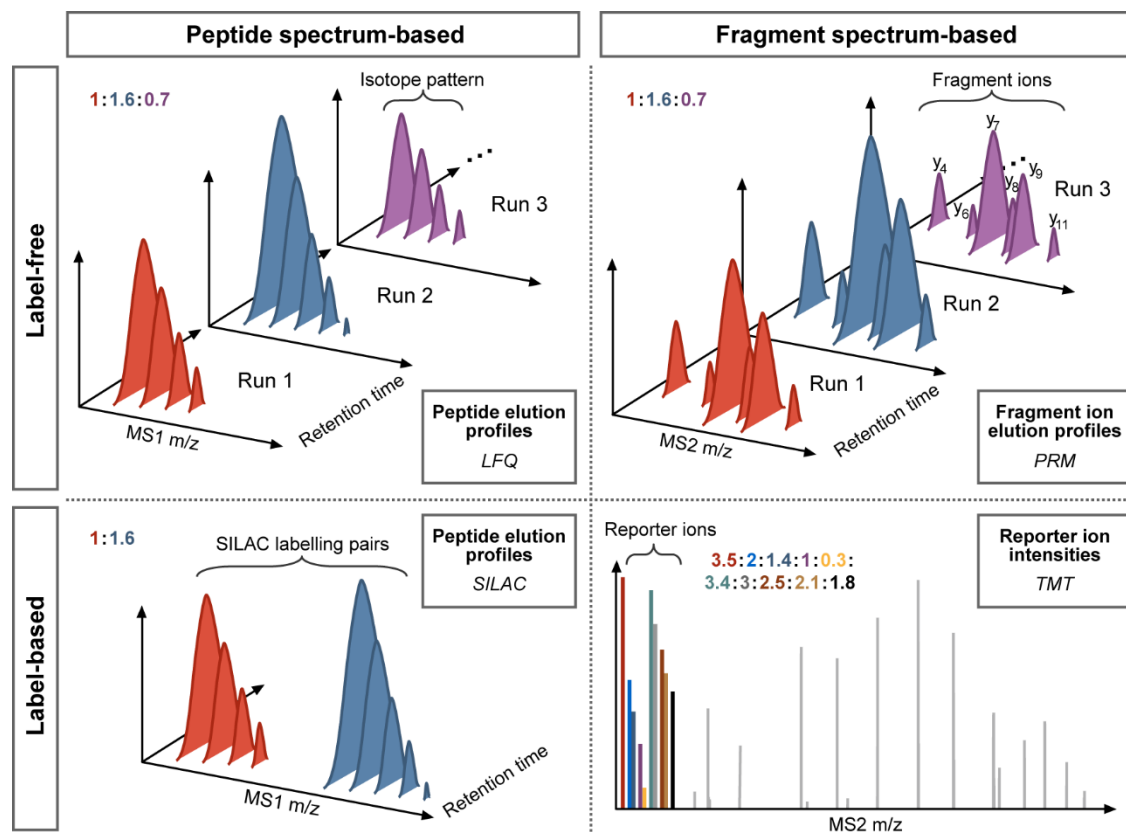 Peptide spectrum-based
Fragment spectrum-based
Label-free
1:1.6:0.7
Isotope pattern
Run 3
Run 2
Run 1
MS1 m/z
Retention time
Peptide elution
profiles
LFQ
1:1.6:0.7
Fragment ions
y7
y4
y9
y8
y6
y11
Run 3
Run 2
Run 1
MS2 m/z
Retention time
Fragment ion
elution profiles
PRM
Label-based
1:1.6
SILAC labelling pairs
Peptide elution
profiles
SILAC
MS1 m/z
Retention time
Reporter ions
3.5:2:1.4:1:0.3:
3.4:3:2.5:2.1:1.8
Reporter ion
intensities
TMT
MS2 m/z